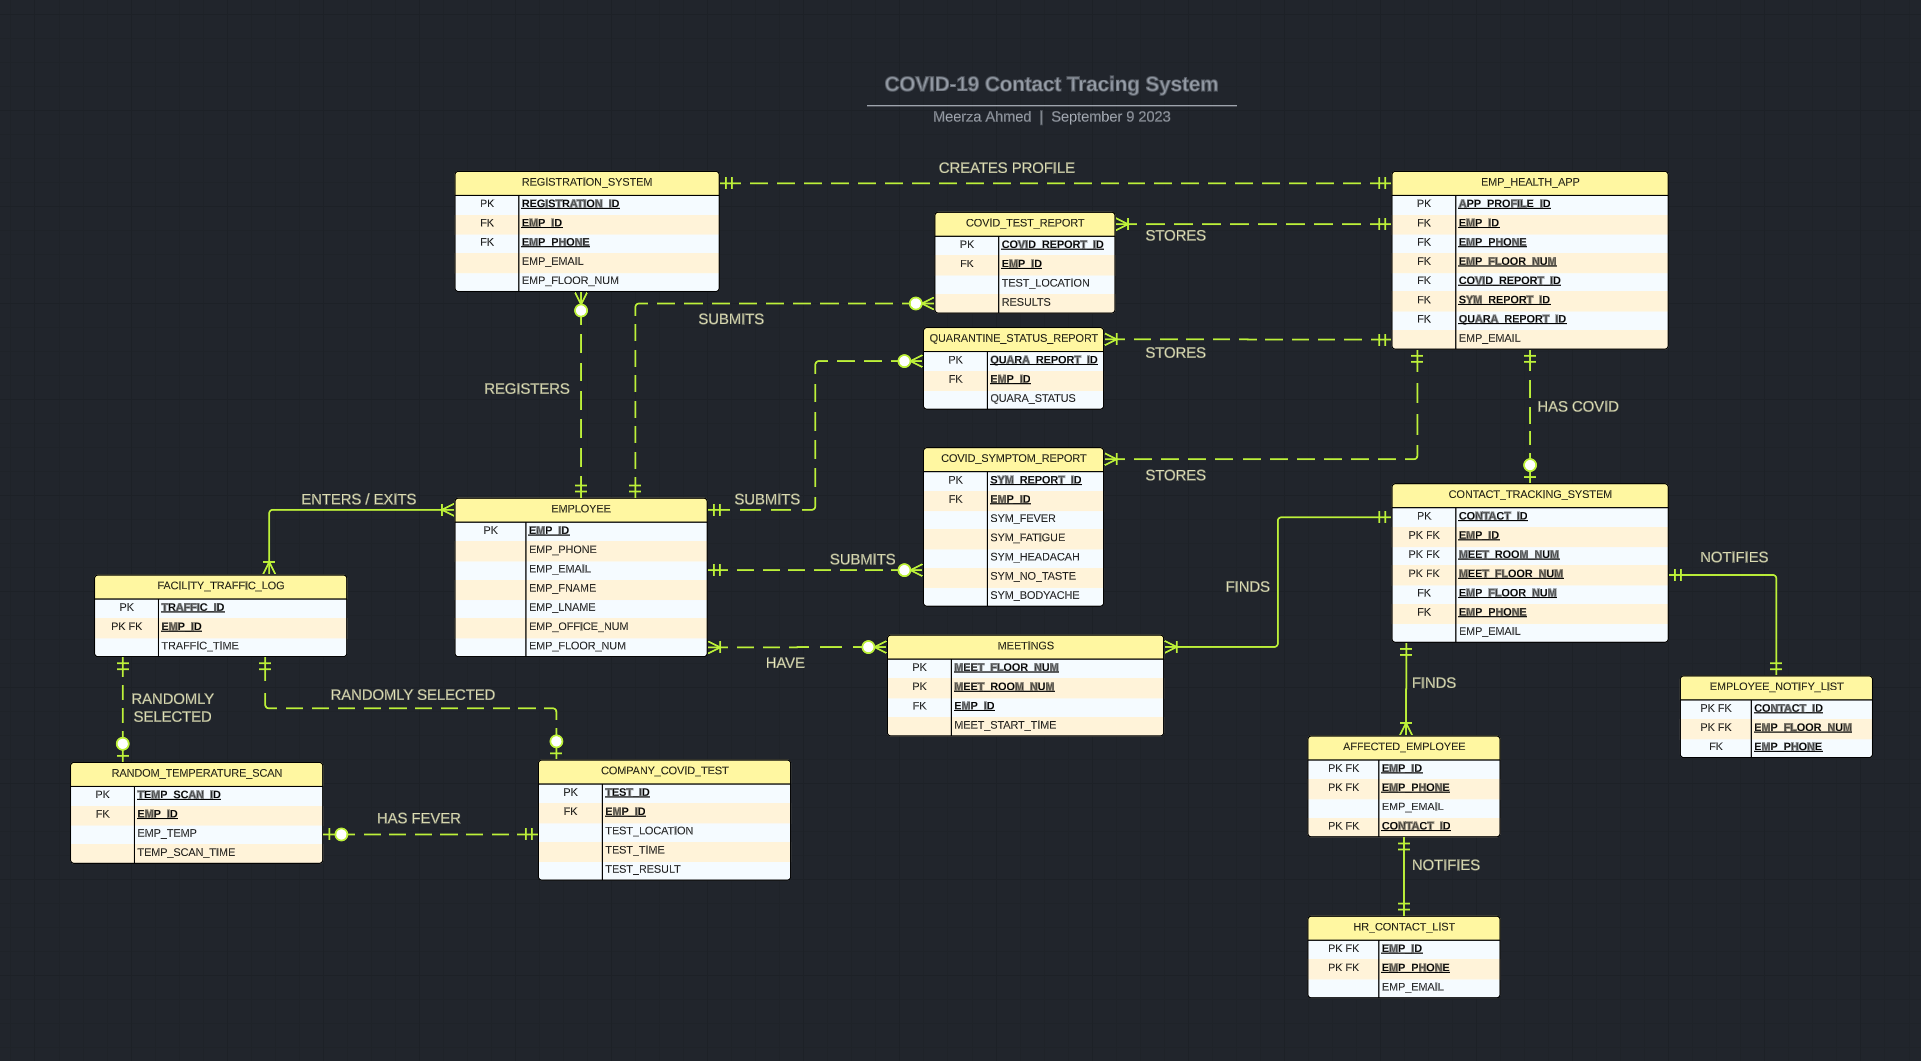 COVID-19 Contact Tracing System
Meerza Ahmed | September 9 2023
CREATES PROFILE
REGISTRATION_SYSTEM
PK REGISTRATION_ID
FK EMP_ID
FK EMP_PHONE
EMP_EMAIL
EMP_FLOOR_NUM
EMP_HEALTH_APP
PK APP_PROFILE_ID
FK EMP_ID
FK EMP_PHONE
FK EMP_FLOOR_NUM
FK COVID_REPORT_ID
FK SYM_REPORT_ID
FK QUARA_REPORT_ID
EMP_EMAIL
COVID_TEST_REPORT
PK COVID_REPORT_ID
FK EMP_ID
TEST_LOCATION
RESULTS
STORES
SUBMITS
QUARANTINE_STATUS_REPORT
PK QUARA_REPORT_ID
FK EMP_ID
QUARA_STATUS
STORES
REGISTERS
HAS COVID
COVID_SYMPTOM_REPORT
PK SYM_REPORT_ID
FK EMP_ID
SYM_FEVER
SYM_FATIGUE
SYM_HEADACAH
SYM_NO_TASTE
SYM_BODYACHE
STORES
ENTERS / EXITS
SUBMITS
EMPLOYEE
PK EMP_ID
EMP_PHONE
EMP_EMAIL
EMP_FNAME
EMP_LNAME
EMP_OFFICE_NUM
EMP_FLOOR_NUM
SUBMITS
CONTACT_TRACKING_SYSTEM
PK CONTACT_ID
PK FK EMP_ID
PK FK MEET_ROOM_NUM
PK FK MEET_FLOOR_NUM
FK EMP_FLOOR_NUM
FK EMP_PHONE
EMP_EMAIL
NOTIFIES
FINDS
FACILITY_TRAFFIC_LOG
PK TRAFFIC_ID
PK FK EMP_ID
TRAFFIC_TIME
HAVE
MEETINGS
PK MEET_FLOOR_NUM
PK MEET_ROOM_NUM
FK EMP_ID
MEET_START_TIME
FINDS
EMPLOYEE_NOTIFY_LIST
PK FK CONTACT_ID
PK FK EMP_FLOOR_NUM
FK EMP_PHONE
RANDOMLY
SELECTED
RANDOMLY SELECTED
AFFECTED_EMPLOYEE
PK FK EMP_ID
PK FK EMP_PHONE
EMP_EMAIL
PK FK CONTACT_ID
RANDOM_TEMPERATURE_SCAN
PK TEMP_SCAN_ID
FK EMP_ID
EMP_TEMP
TEMP_SCAN_TIME
HAS FEVER
COMPANY_COVID_TEST
PK TEST_ID
FK EMP_ID
TEST_LOCATION
TEST_TIME
TEST_RESULT
NOTIFIES
HR_CONTACT_LIST
PK FK EMP_ID
PK FK EMP_PHONE
EMP_EMAIL